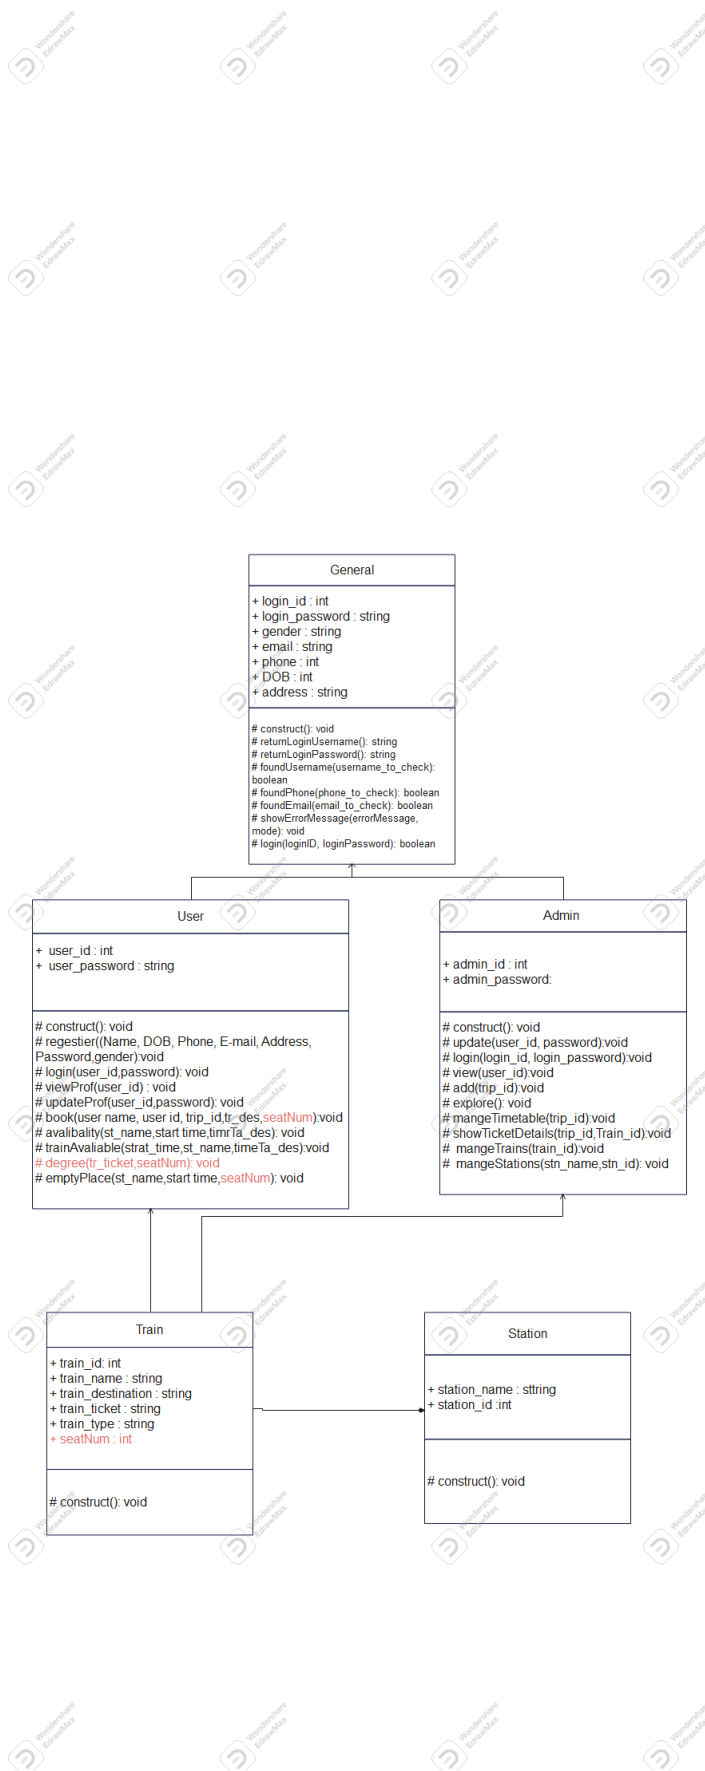 Wondershare
EdrawMax
General
+ login_id : int
+ login_password : string
+ gender : string
+ email : string
+ phone : int
+ DOB : int
+ address : string
# construct(): void
# returnLoginUsername(): string
# returnLoginPassword(): string
# foundUsername(username_to_check):
boolean
# foundPhone(phone_to_check): boolean
# foundEmail(email_to_check): boolean
# showErrorMessage(errorMessage,
mode): void
# login(loginID, loginPassword): boolean
User
+ user_id : int
+ user_password : string
# construct(): void
# regestier((Name, DOB, Phone, E-mail, Address,
Password,gender):void
# login(user_id,password): void
# viewProf(user_id) : void
# updateProf(user_id,password): void
# book(user name, user id, trip_id,tr_des,seatNum):void
# avalibality(st_name,start time,timrTa_des): void
# trainAvaliable(strat_time,st_name,timeTa_des):void
# degree(tr_ticket,seatNum): void
# emptyPlace(st_name,start time,seatNum): void
Admin
+ admin_id : int
+ admin_password:
# construct(): void
# update(user_id, password):void
# login(login_id, login_password):void
# view(user_id):void
# add(trip_id):void
# explore(): void
# mangeTimetable(trip_id):void
# showTicketDetails(trip_id,Train_id):void
# mangeTrains(train_id):void
# mangeStations(stn_name,stn_id): void
Train
+ train_id: int
+ train_name : string
+ train_destination : string
+ train_ticket : string
+ train_type : string
+ seatNum : int
# construct(): void
Station
+ station_name : sttring
+ station_id :int
# construct(): void